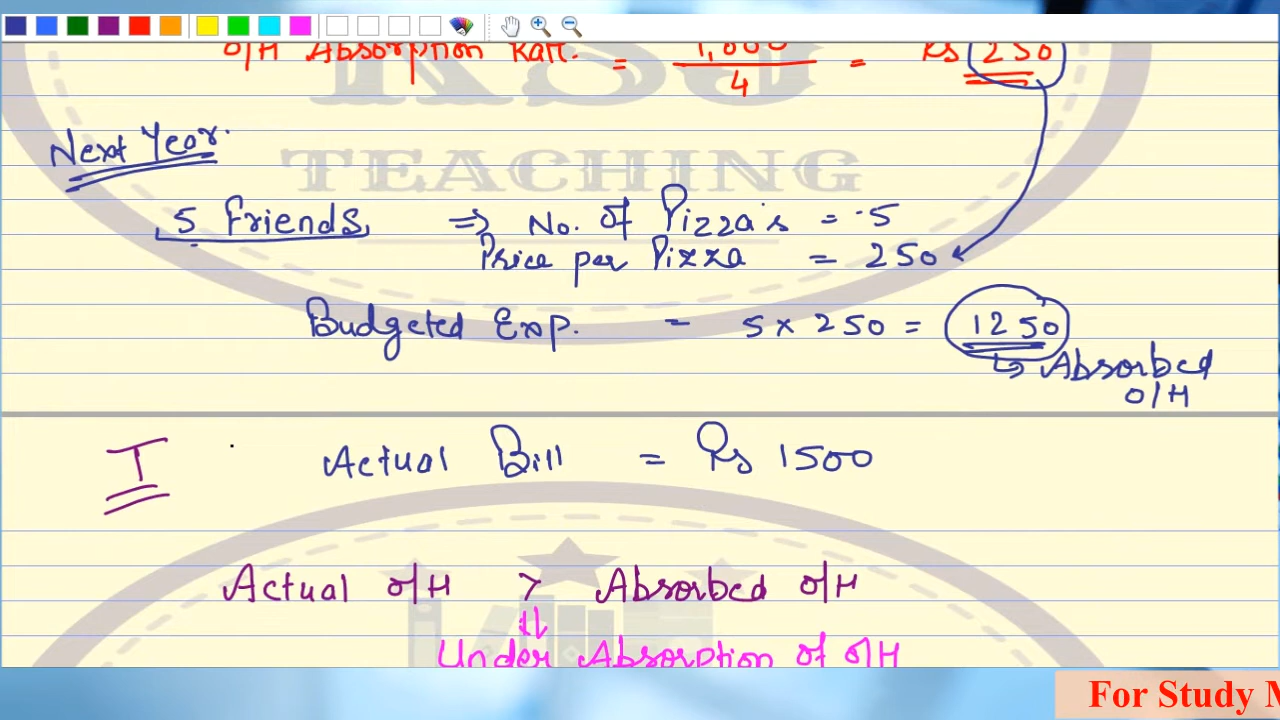 O/H Absorption Rate. = 1,000 / 4 = Rs 250
TEACHING
Next Year.
5 Friends ⇒ No. of Pizza's = 5
Price per Pizza = 250
Budgeted Exp. = 5 x 250 = 1250
↳ Absorbed
O/H
I Actual Bill = Rs 1500
Actual O/H > Absorbed O/H
Under Absorption of O/H
For Study